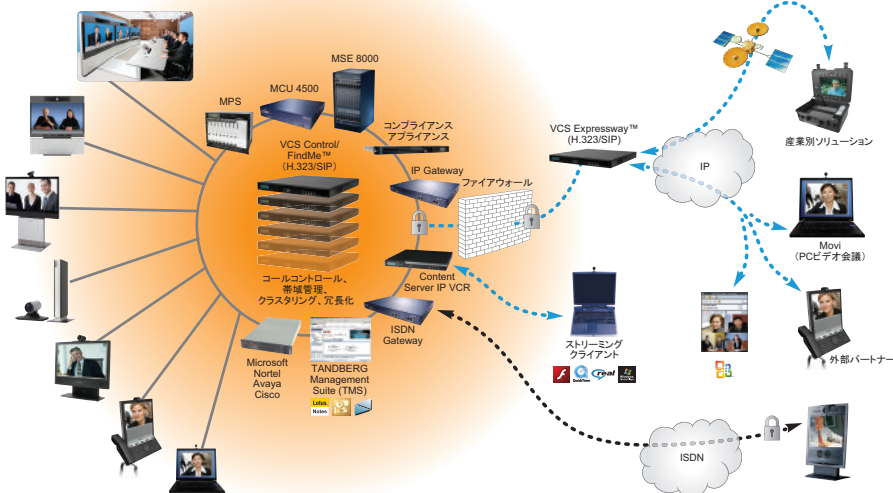 MSE 8000
MCU 4500
MPS
コンプライアンス
アプライアンス
VCS Control/
FindMe™
(H.323/SIP)
IP Gateway
ファイアウォール
VCS Expressway™
(H.323/SIP)
IP
産業別ソリューション
Movi
(PCビデオ会議)
コールコントロール、
帯域管理、
クラスタリング、冗長化
Content
Server IP VCR
ISDN
Gateway
ストリーミング
クライアント
外部パートナー
Microsoft
Nortel
Avaya
Cisco
TANDBERG
Management
Suite (TMS)
Lotus
Notes
QuickTime
real
ISDN